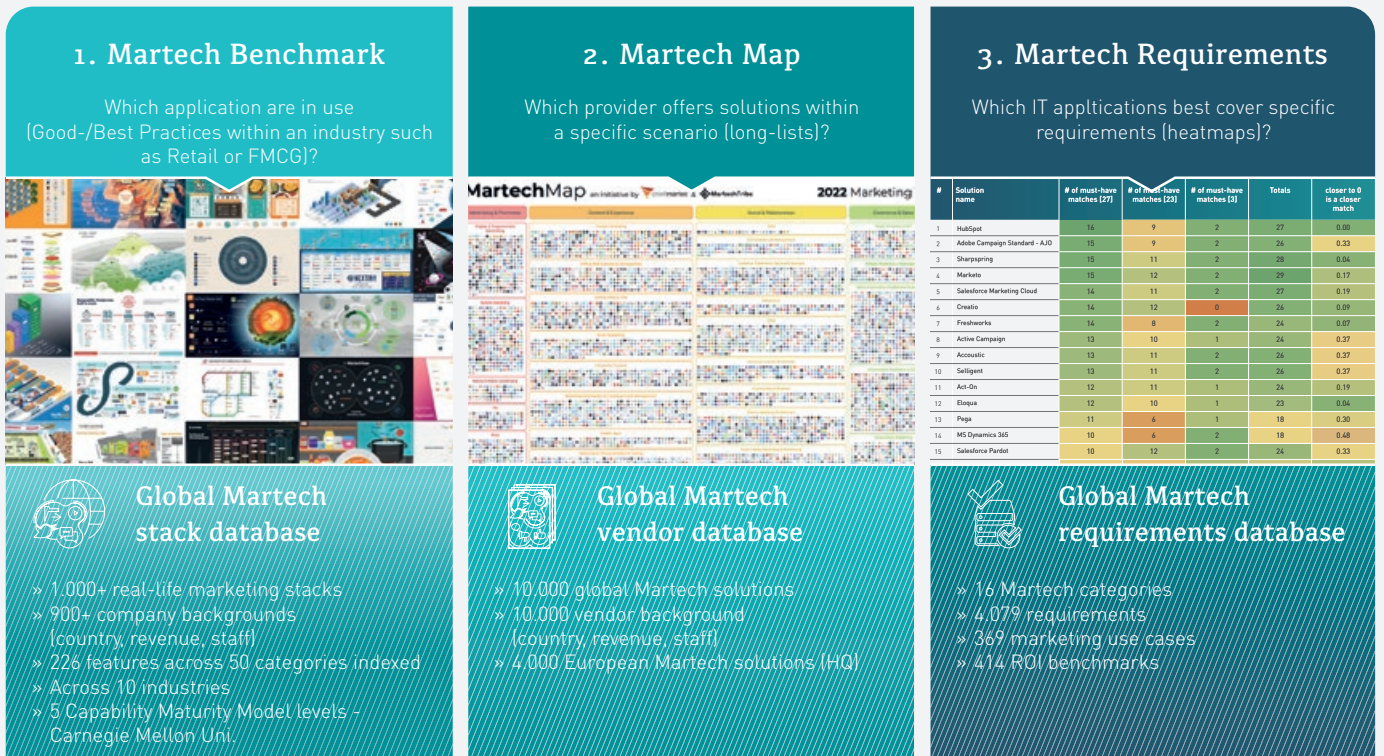 1. Martech Benchmark
Which application are in use
(Good-/Best Practices within an industry such
as Retail or FMCG)?
2. Martech Map
Which provider offers solutions within
a specific scenario (long-lists)?
3. Martech Requirements
Which IT appltications best cover specific
requirements (heatmaps)?
MartechMap an initiative by & MartechTribe 2022 Marketing
# Solution name # of must-have matches [27] # of must-have matches [23] # of must-have matches [3] Totals closer to 0 is a closer match
1 HubSpot 16 9 2 27 0.00
2 Adobe Campaign Standard - AJO 15 9 2 26 0.33
3 Sharpspring 15 11 2 28 0.04
4 Marketo 15 12 2 29 0.17
5 Salesforce Marketing Cloud 14 11 2 27 0.19
6 Creatio 14 12 0 26 0.09
7 Freshworks 14 8 2 24 0.07
8 Active Campaign 13 10 1 24 0.37
9 Accoustic 13 11 2 26 0.37
10 Selligent 13 11 2 26 0.37
11 Act-On 12 11 1 24 0.19
12 Eloqua 12 10 1 23 0.04
13 Pega 11 6 1 18 0.30
14 MS Dynamics 365 10 6 2 18 0.48
15 Salesforce Pardot 10 12 2 24 0.33
Global Martech
stack database
» 1.000+ real-life marketing stacks
» 900+ company backgrounds
(country, revenue, staff)
» 226 features across 50 categories indexed
» Across 10 industries
» 5 Capability Maturity Model levels -
Carnegie Mellon Uni.
Global Martech
vendor database
» 10.000 global Martech solutions
» 10.000 vendor background
(country, revenue, staff)
» 4.000 European Martech solutions (HQ)
Global Martech
requirements database
» 16 Martech categories
» 4.079 requirements
» 369 marketing use cases
» 414 ROI benchmarks